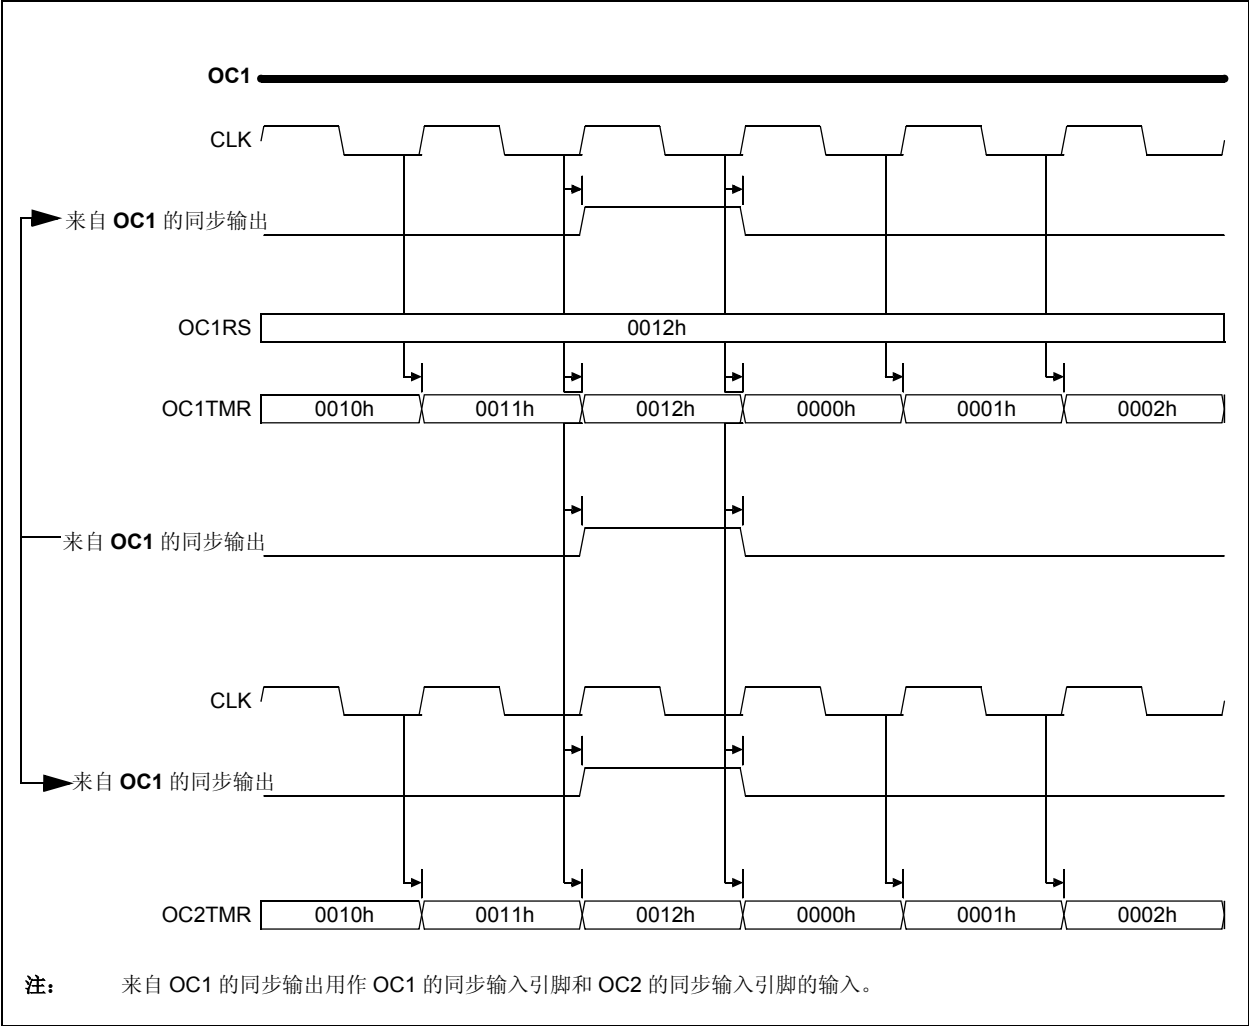 OC1
CLK
来自 OC1 的同步输出
OC1RS 0012h
OC1TMR 0010h 0011h 0012h 0000h 0001h 0002h
来自 OC1 的同步输出
CLK
来自 OC1 的同步输出
OC2TMR 0010h 0011h 0012h 0000h 0001h 0002h
注： 来自 OC1 的同步输出用作 OC1 的同步输入引脚和 OC2 的同步输入引脚的输入。